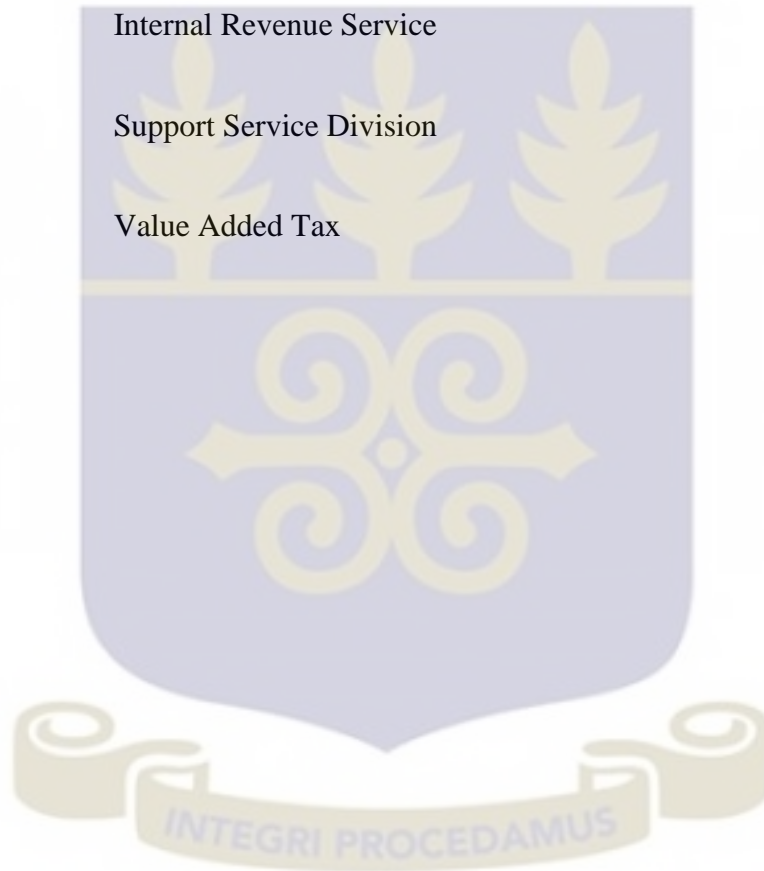 Internal Revenue Service
Support Service Division
Value Added Tax
INTEGRI PROCEDAMUS